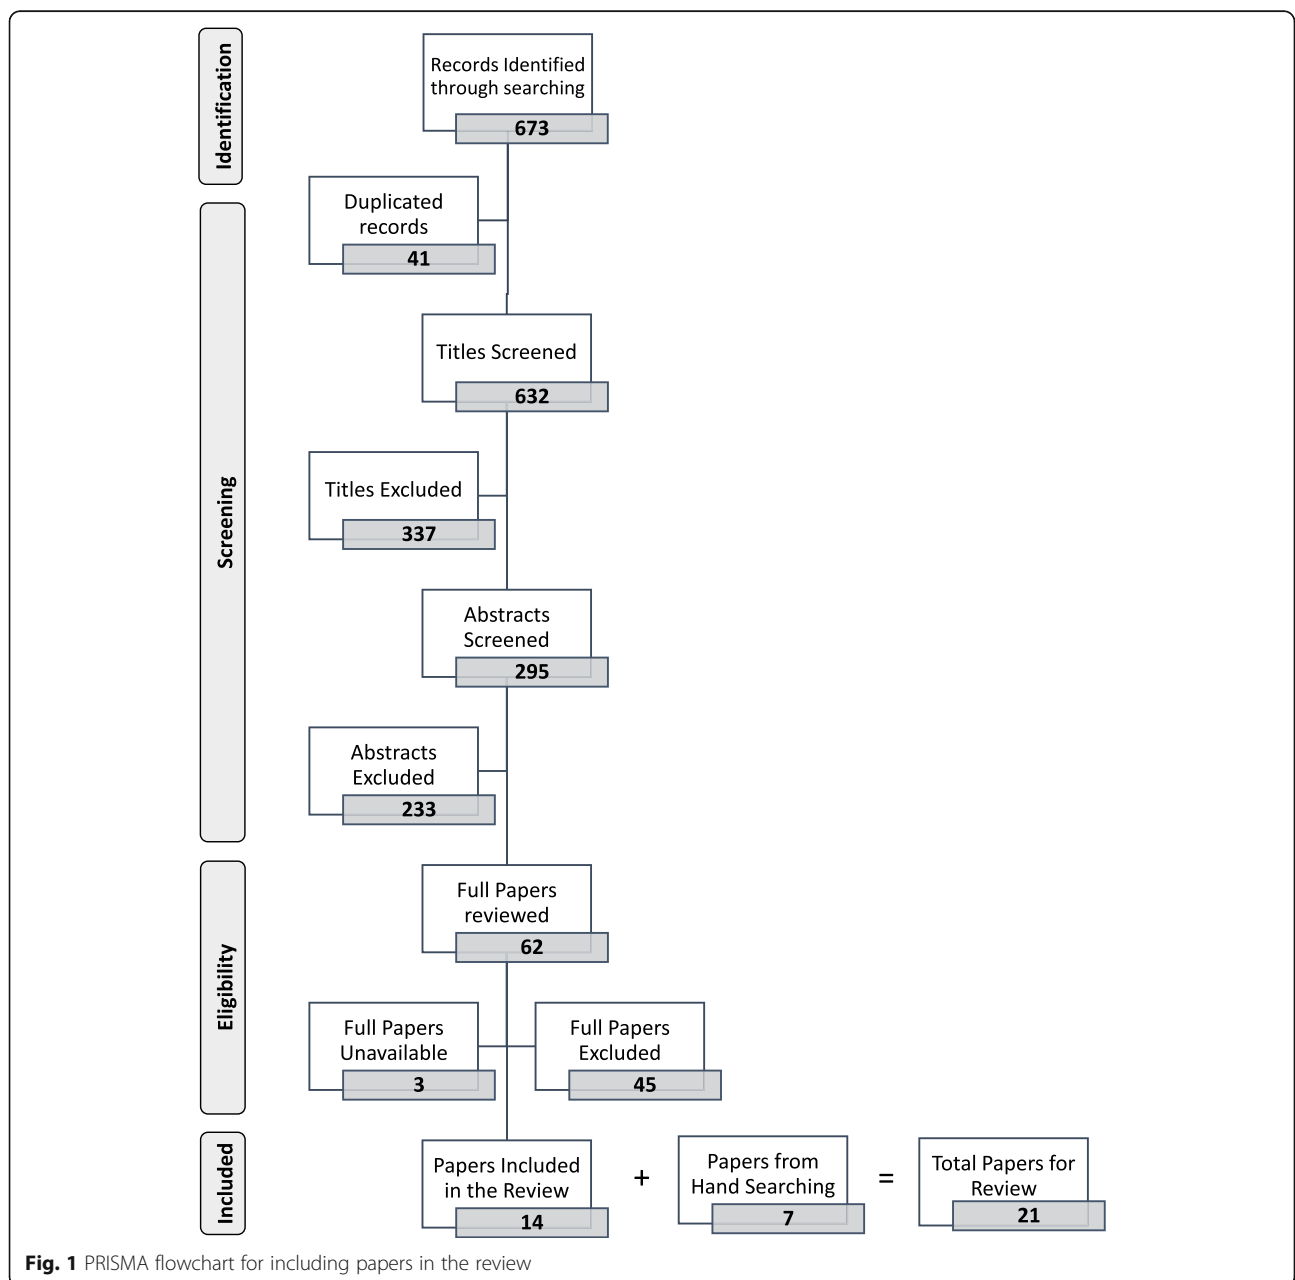 Identification
Records Identified
through searching
673
Screening
Duplicated
records
41
Titles Screened
632
Titles Excluded
337
Abstracts
Screened
295
Abstracts
Excluded
233
Eligibility
Full Papers
reviewed
62
Full Papers
Unavailable
3
Full Papers
Excluded
45
Included
Papers Included
in the Review
14
+
Papers from
Hand Searching
7
=
Total Papers for
Review
21
Fig. 1 PRISMA flowchart for including papers in the review